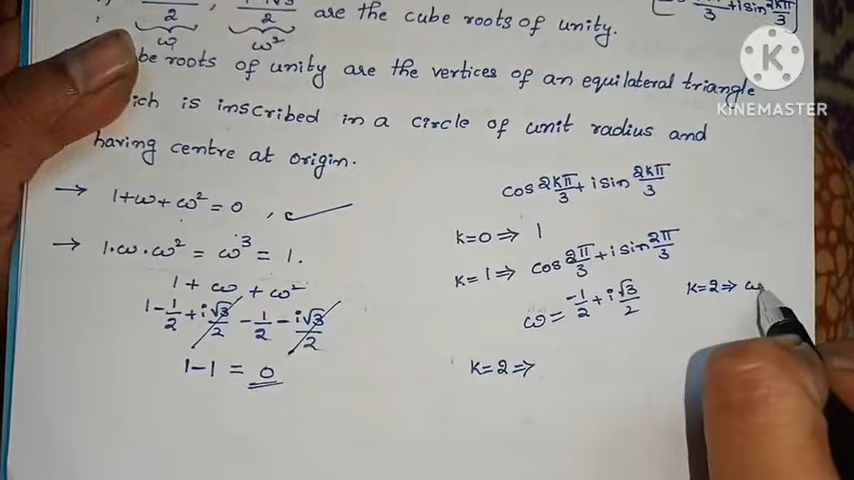 2 , 2 are the cube roots of unity.
ω ω²
be roots of unity are the vertices of an equilateral triangle
ich is inscribed in a circle of unit radius and
having centre at origin.
→ 1+ω+ω²=0 ,
→ 1·ω·ω² = ω³ = 1.
1 + ω + ω²
1-1/2+i√3/2 -1/2-i√3/2
1-1 = 0
cos 2kπ/3 + i sin 2kπ/3
k=0 ⇒ 1
k=1 ⇒ cos 2π/3 + i sin 2π/3
ω = -1/2 + i√3/2
k=2 ⇒
k=2 ⇒ ω
K
KINEMASTER